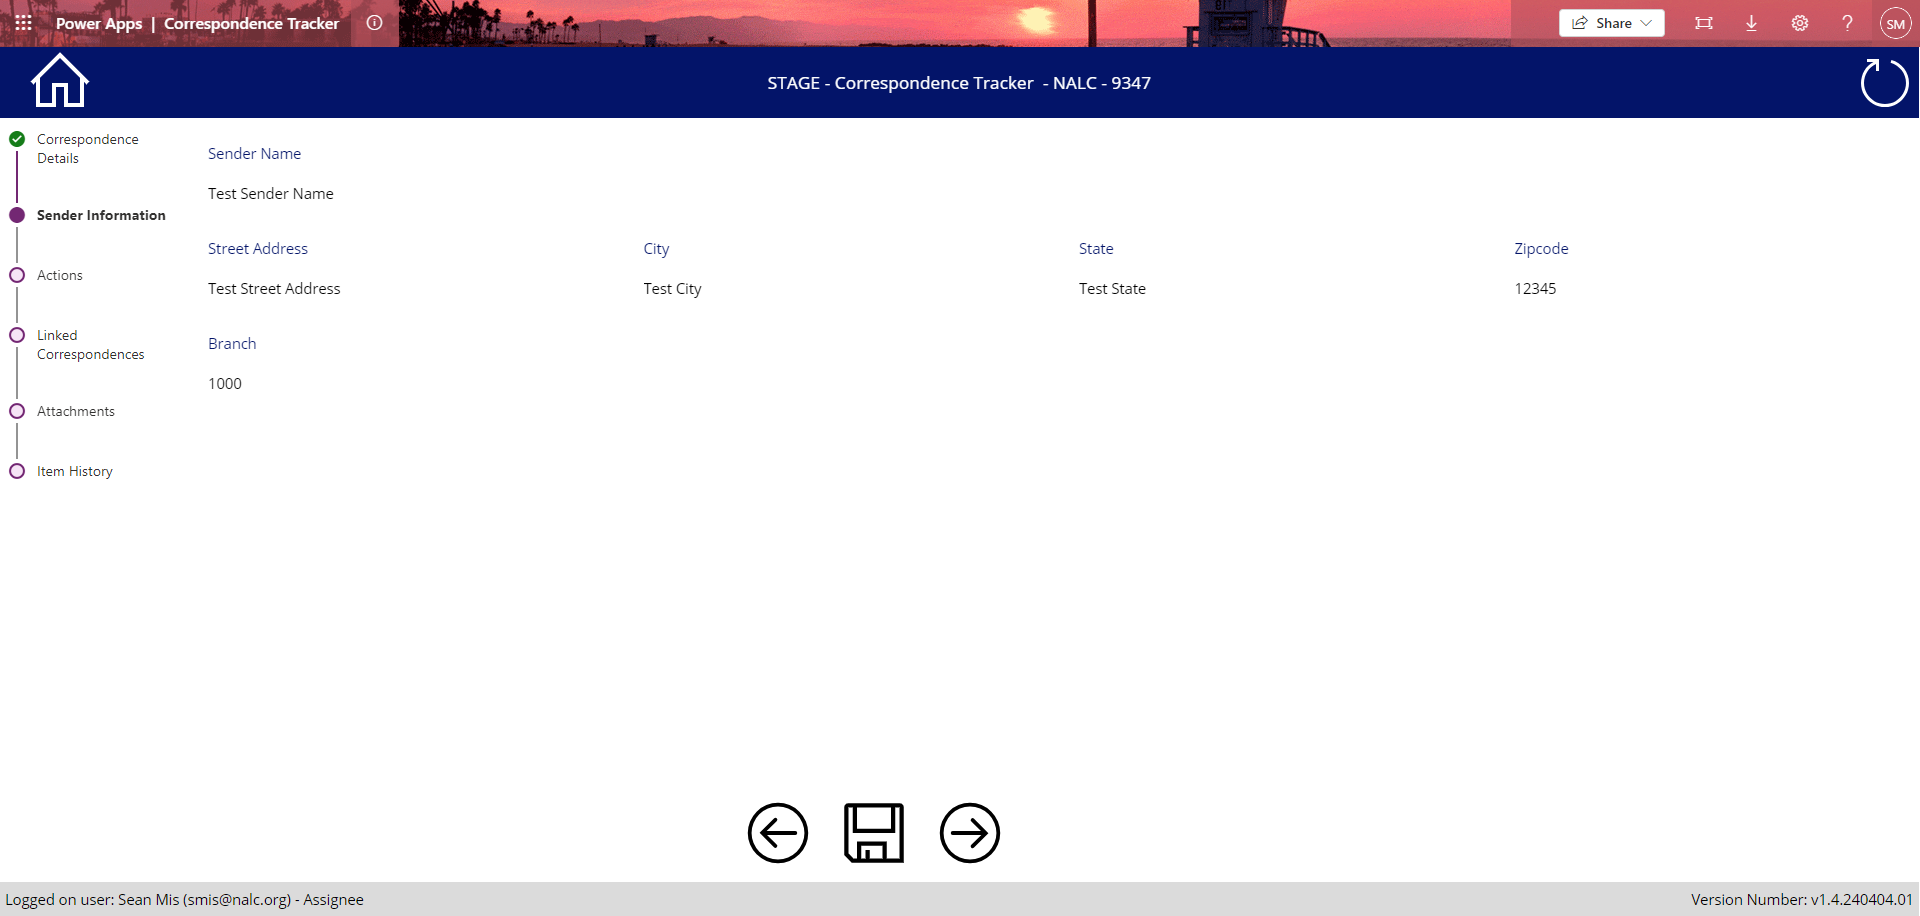 Power Apps | Correspondence Tracker
Share
SM
STAGE - Correspondence Tracker - NALC - 9347
Correspondence
Details
Sender Information
Actions
Linked
Correspondences
Attachments
Item History
Sender Name
Test Sender Name
Street Address City State Zipcode
Test Street Address Test City Test State 12345
Branch
1000
Logged on user: Sean Mis (smis@nalc.org) - Assignee
Version Number: v1.4.240404.01